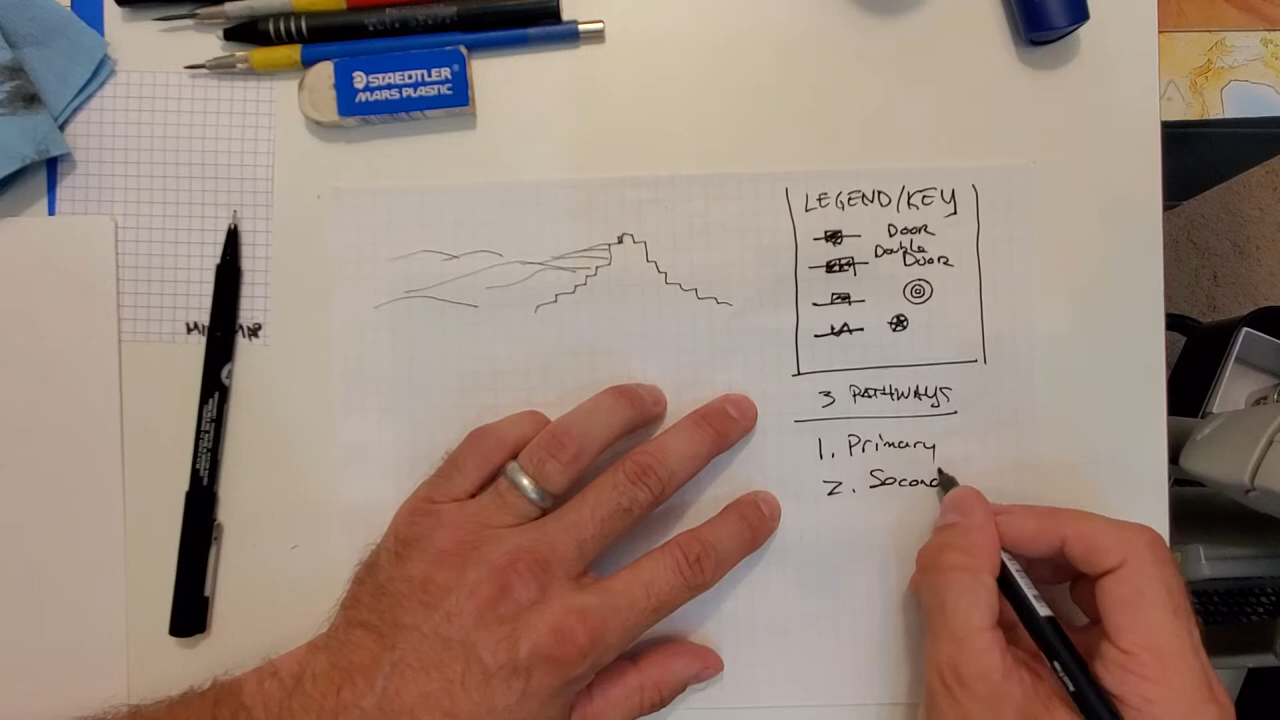 STAEDTLER
MARS PLASTIC
LEGEND/KEY
DOOR
Double
DOOR
3 PATHWAYS
1. Primary
2. Second